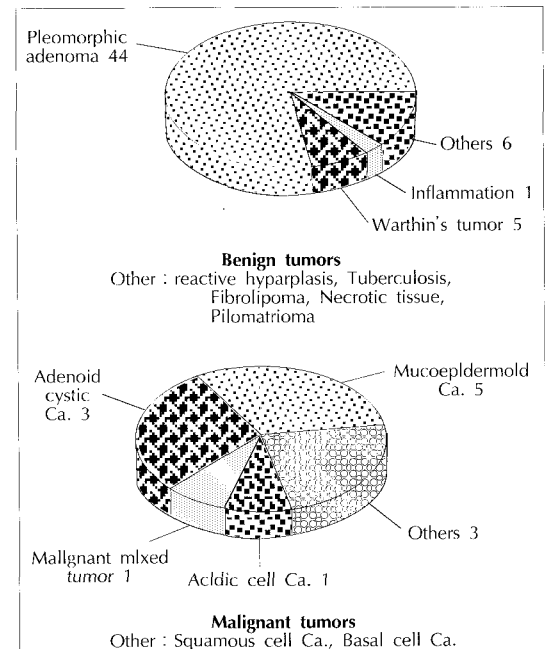 Pleomorphic
adenoma 44
Others 6
Inflammation 1
Warthin's tumor 5
Benign tumors
Other : reactive hyparplasis, Tuberculosis,
Fibrolipoma, Necrotic tissue,
Pilomatrioma
Adenoid
cystic
Ca. 3
Mucoepldermold
Ca. 5
Others 3
Mallgnant mlxed
tumor 1
Acldic cell Ca. 1
Malignant tumors
Other : Squamous cell Ca., Basal cell Ca.